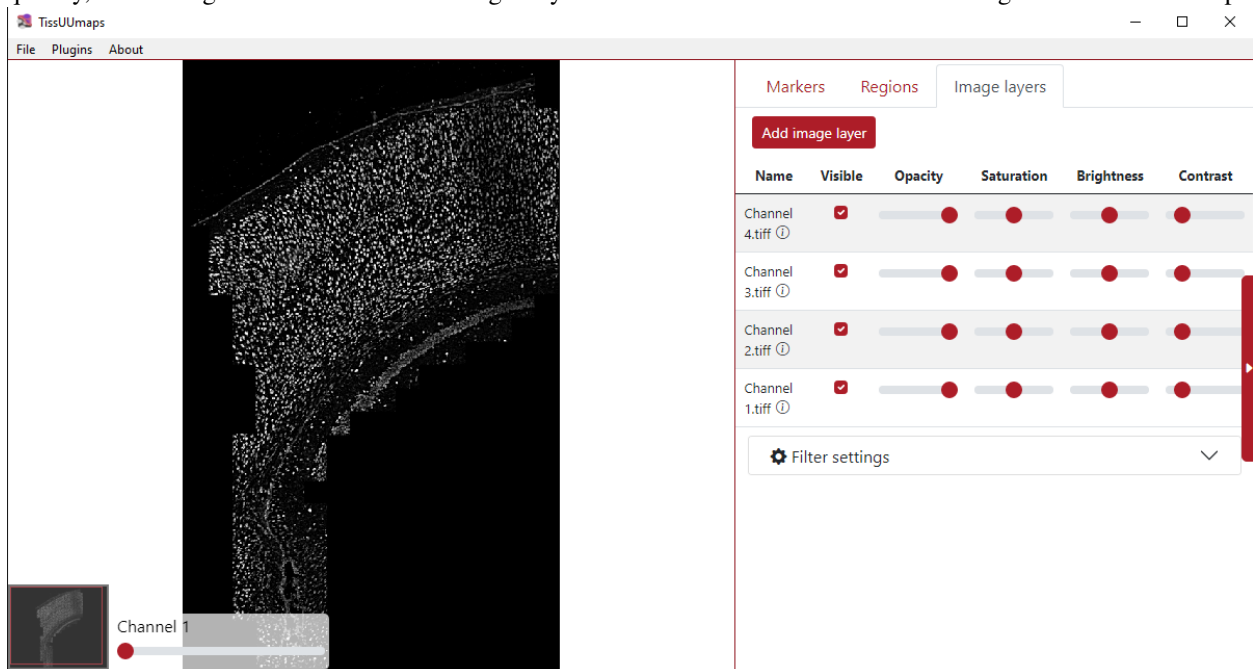 TissUUmaps
File Plugins About
Markers Regions Image layers
Add image layer
Name Visible Opacity Saturation Brightness Contrast
Channel
4.tiff
Channel
3.tiff
Channel
2.tiff
Channel
1.tiff
Filter settings
Channel 1